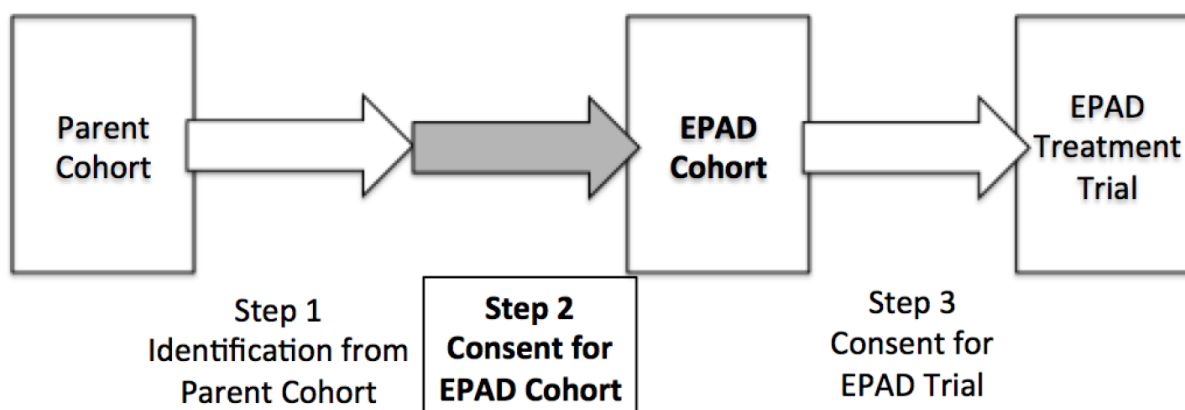 Parent
Cohort
EPAD
Cohort
EPAD
Treatment
Trial
Step 1
Identification from
Parent Cohort
Step 2
Consent for
EPAD Cohort
Step 3
Consent for
EPAD Trial